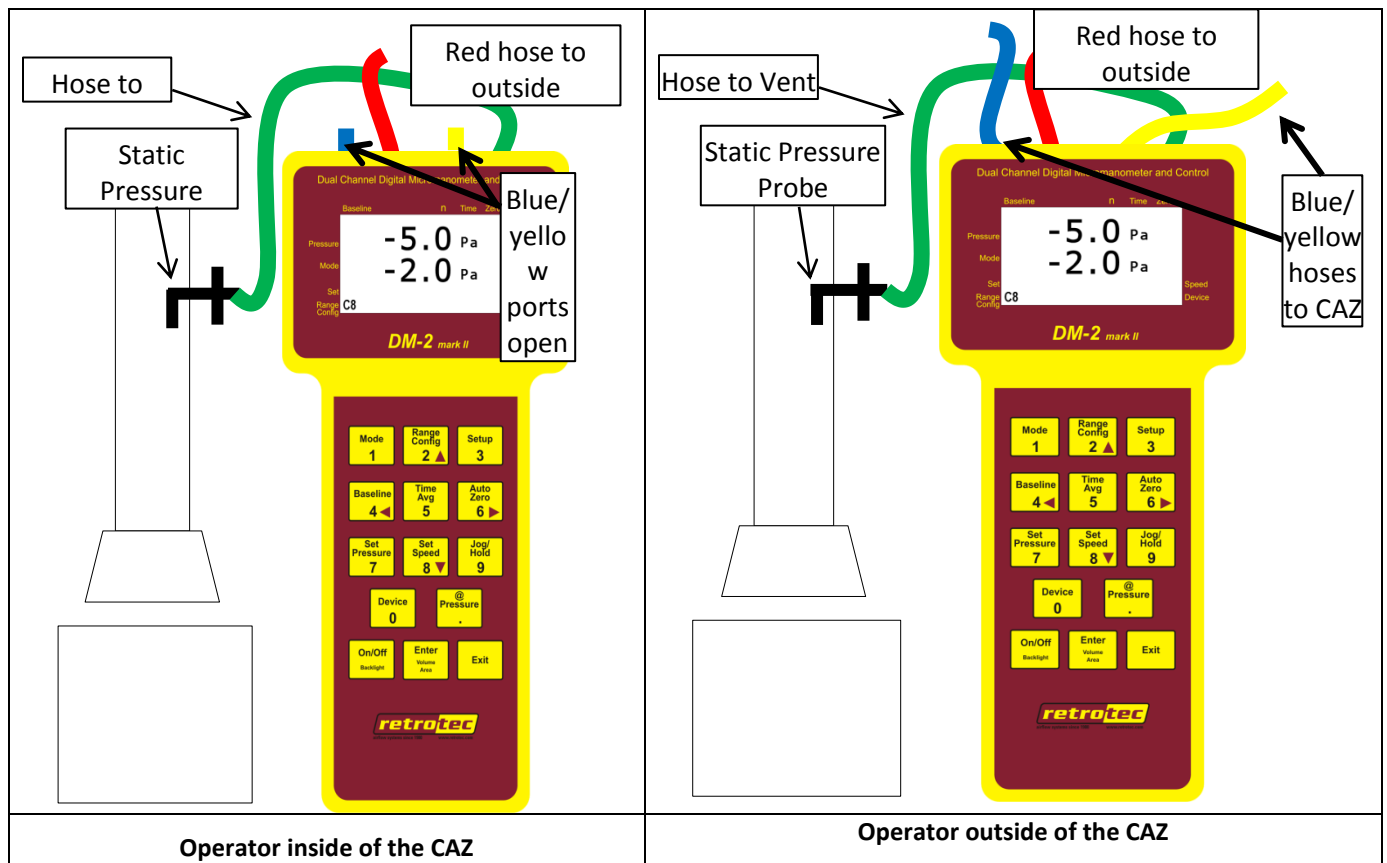 Hose to
Red hose to
outside
Static
Pressure
Blue/
yello
w
ports
open
Dual Channel Digital Micromanometer and
Baseline n Time
Pressure -5.0 Pa
Mode -2.0 Pa
Set
Range
Config
C8
DM-2 mark II
Mode
1
Range
Config
2
Setup
3
Baseline
4
Time
Avg
5
Auto
Zero
6
Set
Pressure
7
Set
Speed
8
Jog/
Hold
9
Device
0
@
Pressure
.
On/Off
Backlight
Enter
Volume
Area
Exit
retrotec
Operator inside of the CAZ
Hose to Vent
Red hose to
outside
Static Pressure
Probe
Blue/
yellow
hoses
to CAZ
Dual Channel Digital Micromanometer and Control
Baseline n Time
Pressure -5.0 Pa
Mode -2.0 Pa
Set
Range
Config
C8
Speed
Device
DM-2 mark II
Mode
1
Range
Config
2
Setup
3
Baseline
4
Time
Avg
5
Auto
Zero
6
Set
Pressure
7
Set
Speed
8
Jog/
Hold
9
Device
0
@
Pressure
.
On/Off
Backlight
Enter
Volume
Area
Exit
retrotec
Operator outside of the CAZ